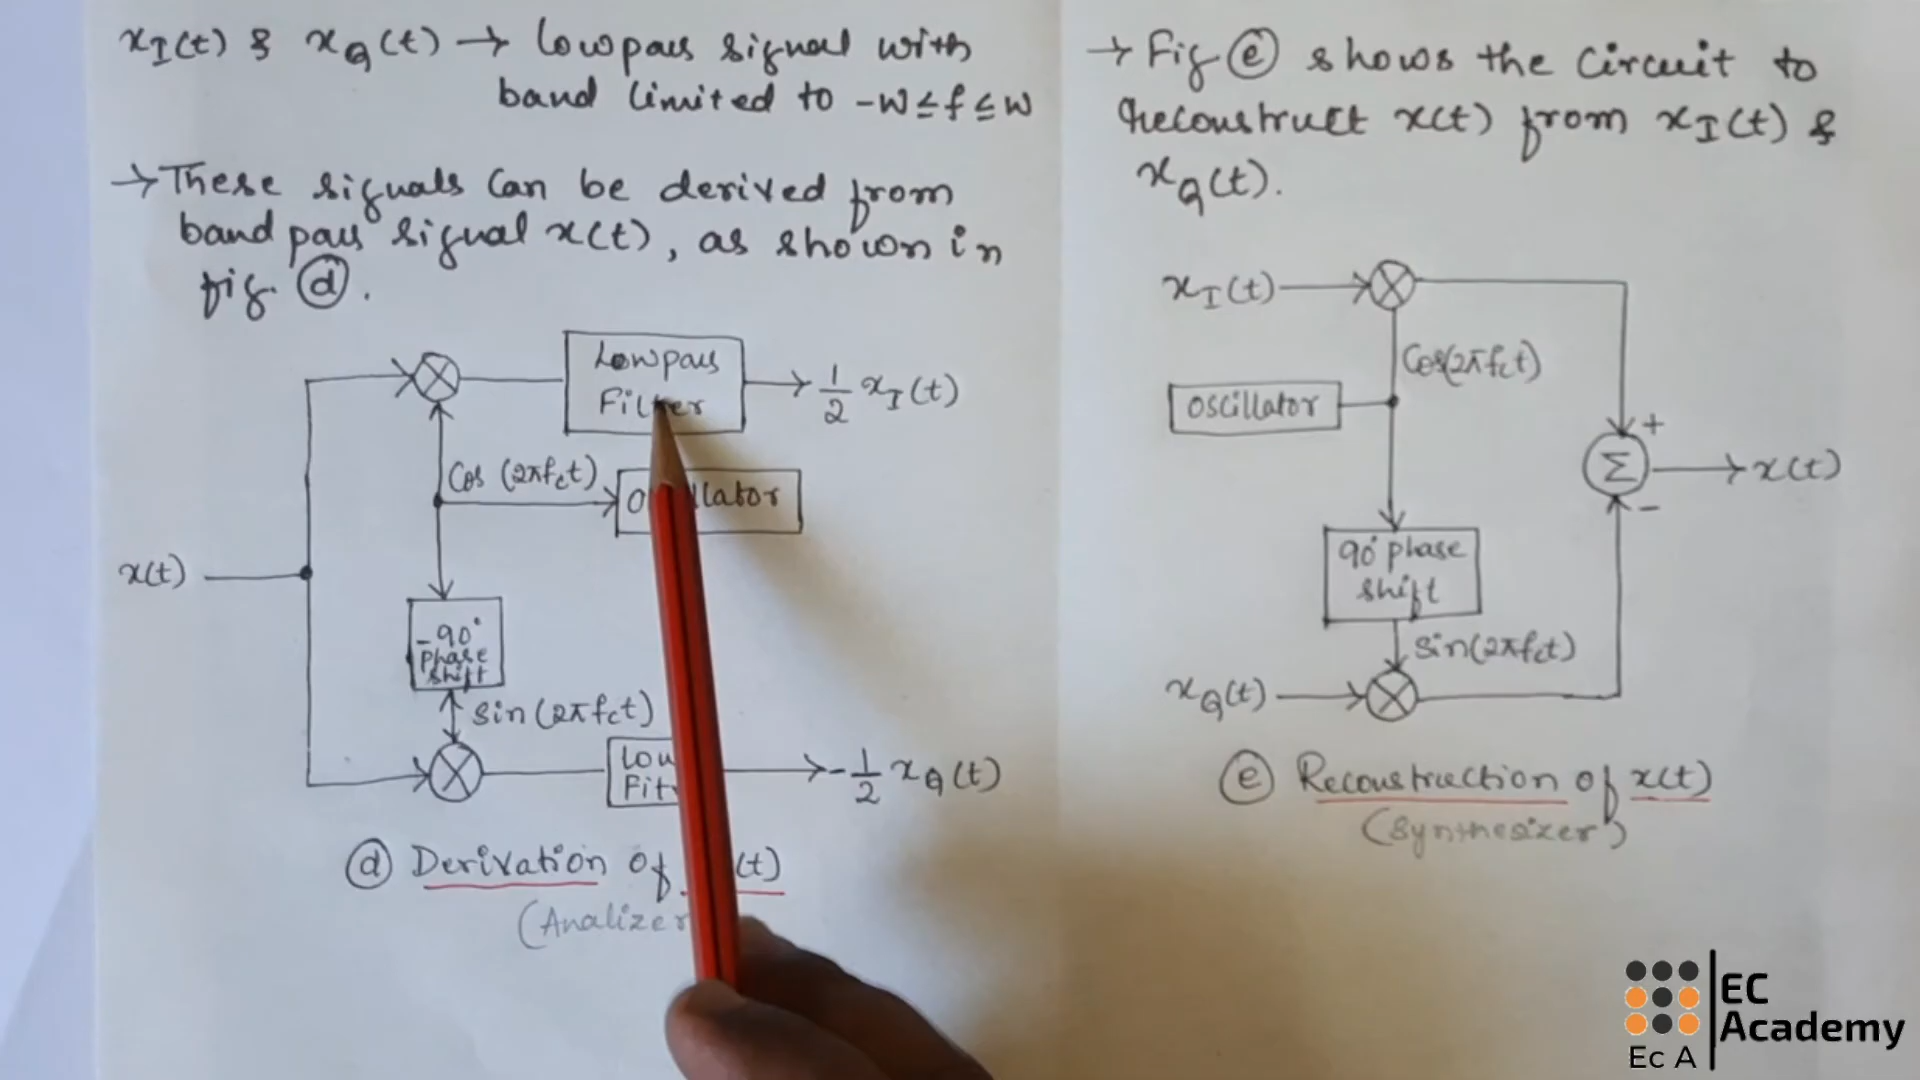 xI(t) & xQ(t) → Lowpass signal with
band limited to -W ≤ f ≤ W
→ These signals can be derived from
band pass signal x(t), as shown in
fig. ⓓ.
Lowpass
Filter
1/2 xI(t)
Cos (2πfct)
x(t)
-90°
phase
shift
sin(2πfct)
-1/2 xQ(t)
ⓓ Derivation of (t)
→ Fig ⓔ shows the circuit to
reconstruct x(t) from xI(t) &
xQ(t).
xI(t)
Cos(2πfct)
Oscillator
+
Σ
x(t)
-
90° phase
shift
sin(2πfct)
xQ(t)
ⓔ Reconstruction of x(t)
(Synthesizer)
EC
Academy
Ec A